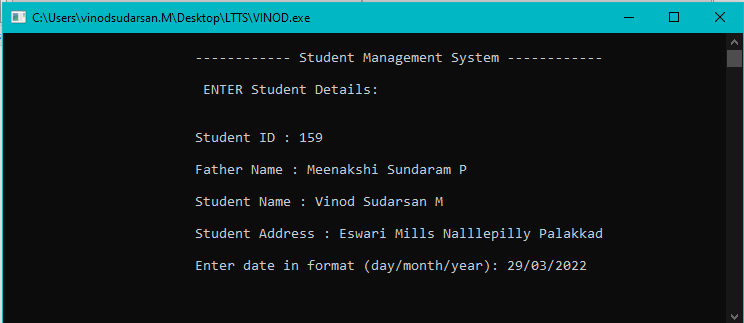 C:\Users\vinodsudarsan.M\Desktop\LTTS\VINOD.exe
------------ Student Management System ------------
ENTER Student Details:
Student ID : 159
Father Name : Meenakshi Sundaram P
Student Name : Vinod Sudarsan M
Student Address : Eswari Mills Nalllepilly Palakkad
Enter date in format (day/month/year): 29/03/2022